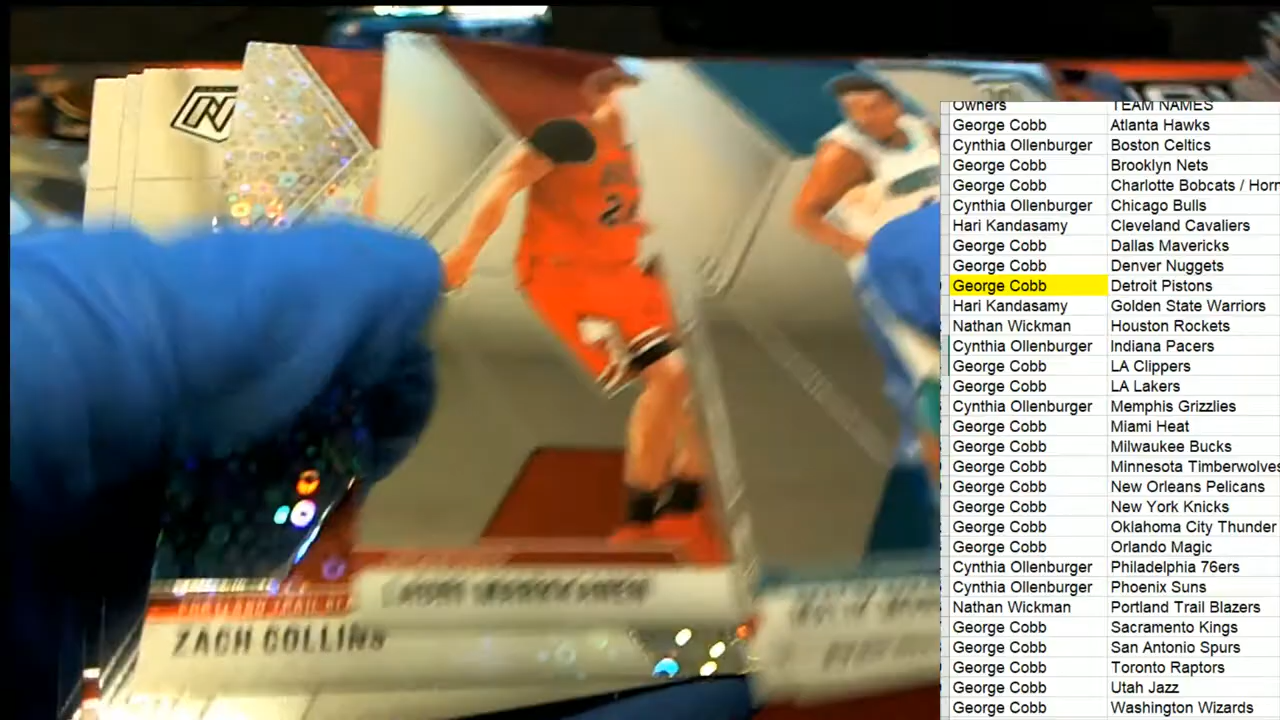 Owners TEAM NAMES
George Cobb Atlanta Hawks
Cynthia Ollenburger Boston Celtics
George Cobb Brooklyn Nets
George Cobb Charlotte Bobcats / Horn
Cynthia Ollenburger Chicago Bulls
Hari Kandasamy Cleveland Cavaliers
George Cobb Dallas Mavericks
George Cobb Denver Nuggets
George Cobb Detroit Pistons
Hari Kandasamy Golden State Warriors
Nathan Wickman Houston Rockets
Cynthia Ollenburger Indiana Pacers
George Cobb LA Clippers
George Cobb LA Lakers
Cynthia Ollenburger Memphis Grizzlies
George Cobb Miami Heat
George Cobb Milwaukee Bucks
George Cobb Minnesota Timberwolves
George Cobb New Orleans Pelicans
George Cobb New York Knicks
George Cobb Oklahoma City Thunder
George Cobb Orlando Magic
Cynthia Ollenburger Philadelphia 76ers
Cynthia Ollenburger Phoenix Suns
Nathan Wickman Portland Trail Blazers
George Cobb Sacramento Kings
George Cobb San Antonio Spurs
George Cobb Toronto Raptors
George Cobb Utah Jazz
George Cobb Washington Wizards
LAURI MARKKANEN
PORTLAND TRAIL BLA
ZACH COLLINS